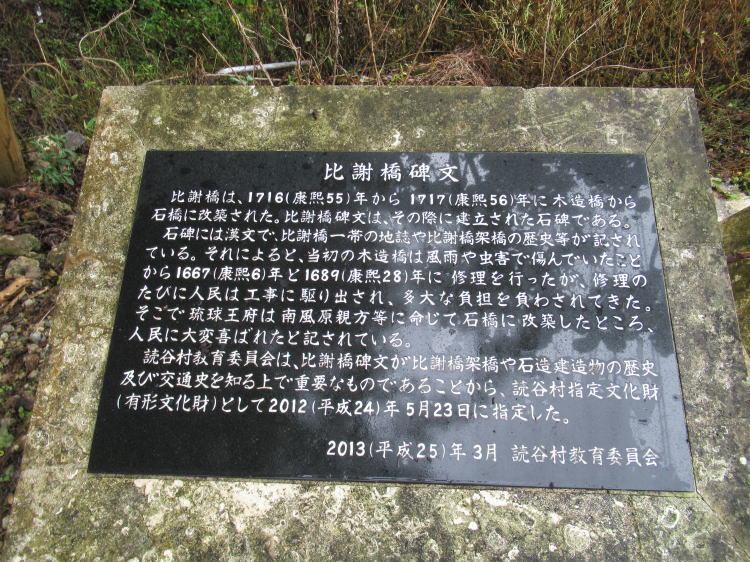 比謝橋碑文
比謝橋は、1716(康熙55)年から 1717(康熙56)年に木造橋から
石橋に改築された。比謝橋碑文は、その際に建立された石碑である。
石碑には漢文で、比謝橋一帯の地誌や比謝橋架橋の歴史等が記され
ている。それによると、当初の木造橋は風雨や虫害で傷んでいたこと
から1667(康熙6)年と1689(康熙28)年に 修理を行ったが、修理の
たびに人民は工事に駆り出され、多大な負担を負わされてきた。
そこで琉球王府は南風原親方等に命じて石橋に改築したところ、
人民に大変喜ばれたと記されている。
読谷村教育委員会は、比謝橋碑文が比謝橋架橋や石造建造物の歴史
及び交通史を知る上で重要なものであることから、読谷村指定文化財
(有形文化財)として2012(平成24)年 5月23日に指定した。
2013(平成25)年 3月 読谷村教育委員会